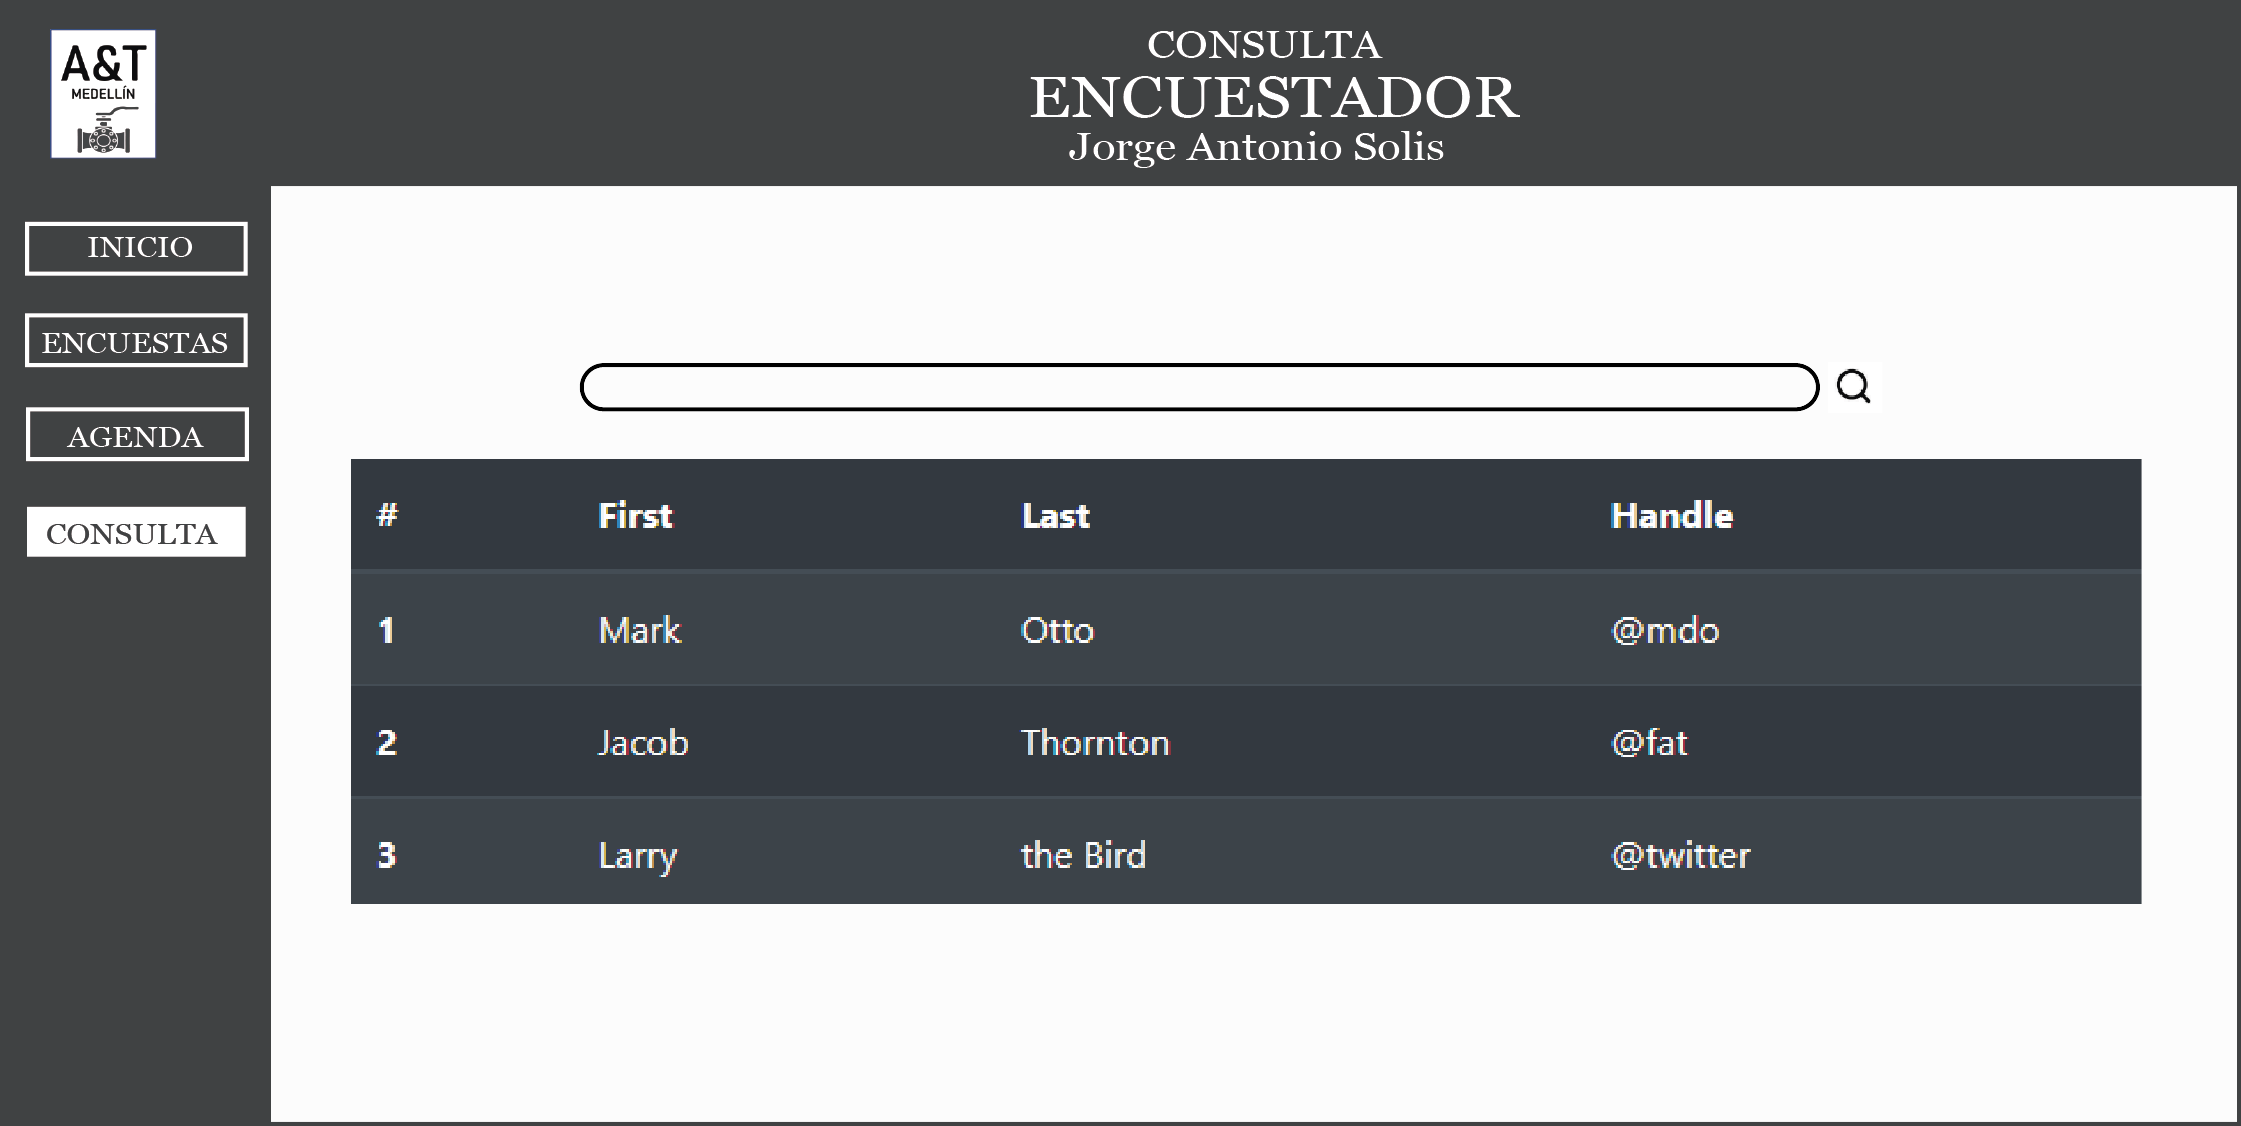 A&T
MEDELLÍN
CONSULTA
ENCUESTADOR
Jorge Antonio Solis
INICIO
ENCUESTAS
AGENDA
CONSULTA
# First Last Handle
1 Mark Otto @mdo
2 Jacob Thornton @fat
3 Larry the Bird @twitter